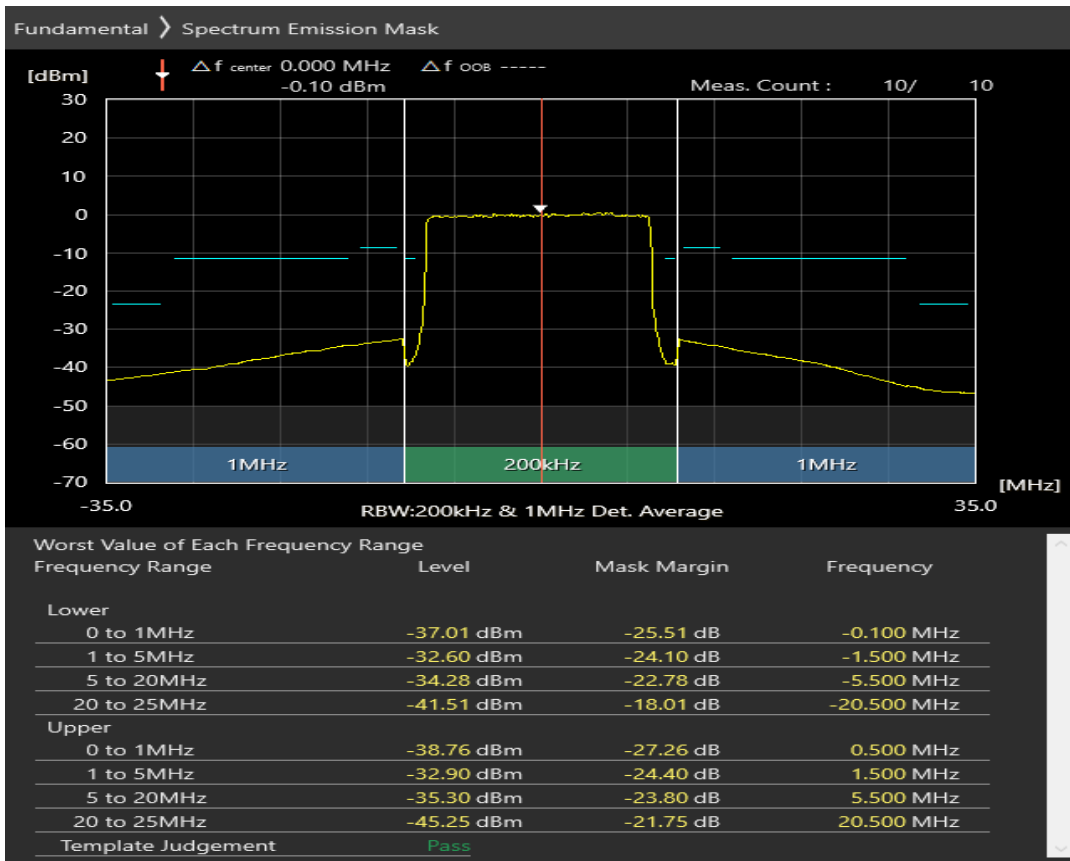 Fundamental ❯ Spectrum Emission Mask
[dBm] △f center 0.000 MHz △f OOB -----
-0.10 dBm Meas. Count : 10/ 10
30
20
10
0
-10
-20
-30
-40
-50
-60
-70
1MHz 200kHz 1MHz
[MHz]
-35.0 RBW:200kHz & 1MHz Det. Average 35.0
Worst Value of Each Frequency Range
Frequency Range Level Mask Margin Frequency
Lower
0 to 1MHz -37.01 dBm -25.51 dB -0.100 MHz
1 to 5MHz -32.60 dBm -24.10 dB -1.500 MHz
5 to 20MHz -34.28 dBm -22.78 dB -5.500 MHz
20 to 25MHz -41.51 dBm -18.01 dB -20.500 MHz
Upper
0 to 1MHz -38.76 dBm -27.26 dB 0.500 MHz
1 to 5MHz -32.90 dBm -24.40 dB 1.500 MHz
5 to 20MHz -35.30 dBm -23.80 dB 5.500 MHz
20 to 25MHz -45.25 dBm -21.75 dB 20.500 MHz
Template Judgement Pass